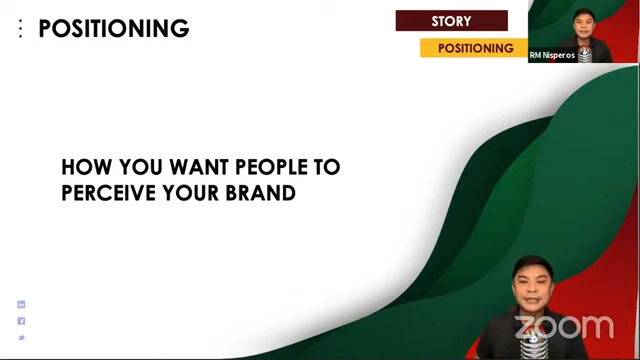 POSITIONING
STORY
POSITIONING
RM Nisperos
HOW YOU WANT PEOPLE TO
PERCEIVE YOUR BRAND
zoom